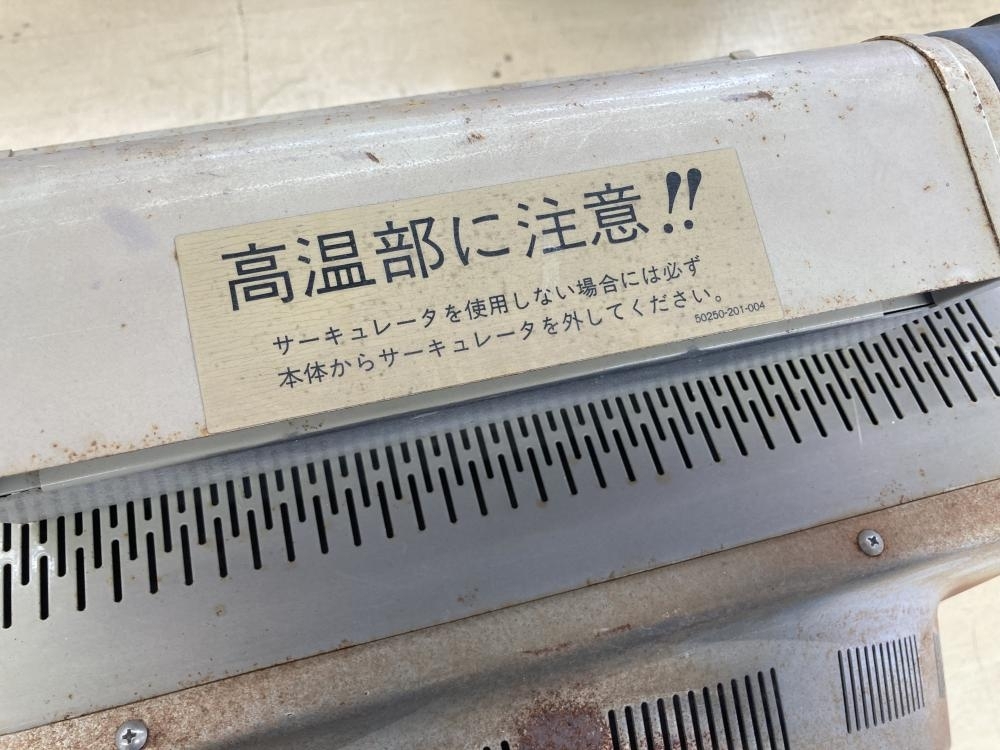 高温部に注意!!
サーキュレータを使用しない場合には必ず
本体からサーキュレータを外してください。
50250-201-004